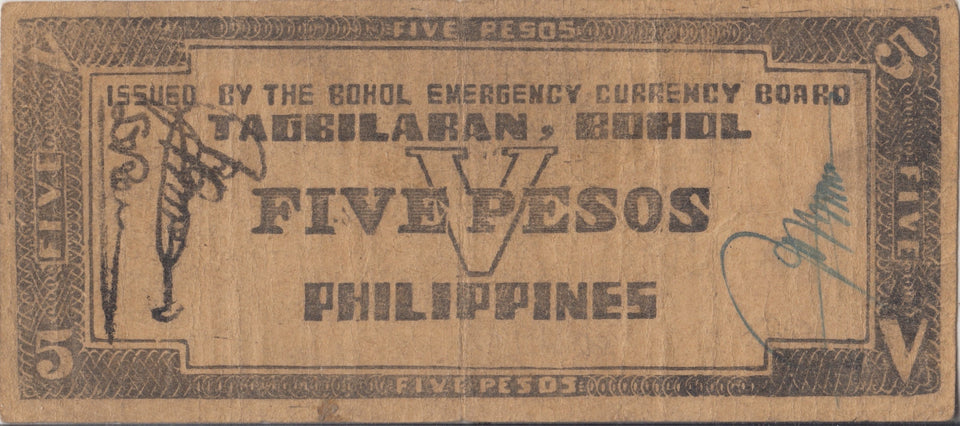 FIVE PESOS
V
5
ISSUED BY THE BOHOL EMERGENCY CURRENCY BOARD
TAGBILARAN, BOHOL
V
FIVE PESOS
FIVE
FIVE
PHILIPPINES
5
V
FIVE PESOS